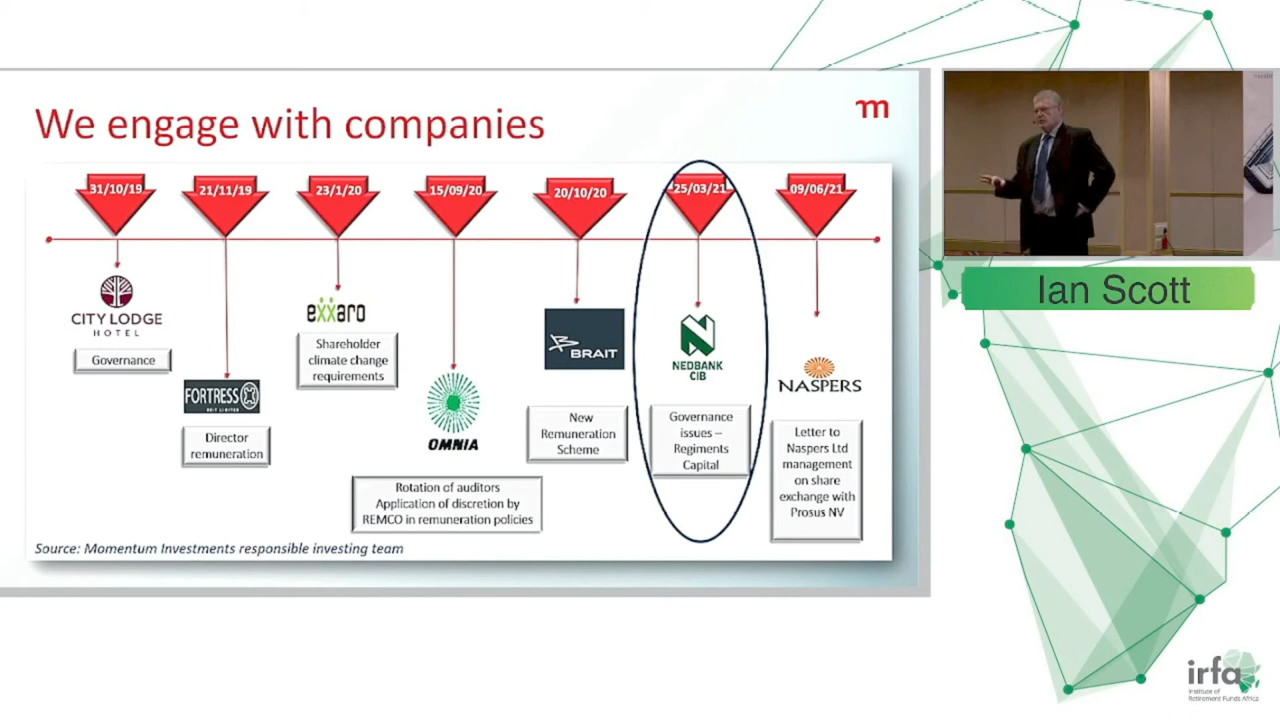 We engage with companies
m
31/10/19
21/11/19
23/1/20
15/09/20
20/10/20
25/03/21
09/06/21
CITY LODGE
HOTEL
Governance
FORTRESS
REIT LIMITED
Director
remuneration
exxaro
Shareholder
climate change
requirements
OMNIA
Rotation of auditors
Application of discretion by
REMCO in remuneration policies
BRAIT
New
Remuneration
Scheme
NEDBANK
CIB
Governance
issues –
Regiments
Capital
NASPERS
Letter to
Naspers Ltd
management
on share
exchange with
Prosus NV
Source: Momentum Investments responsible investing team
Ian Scott
irfa
Institute of
Retirement Funds Africa